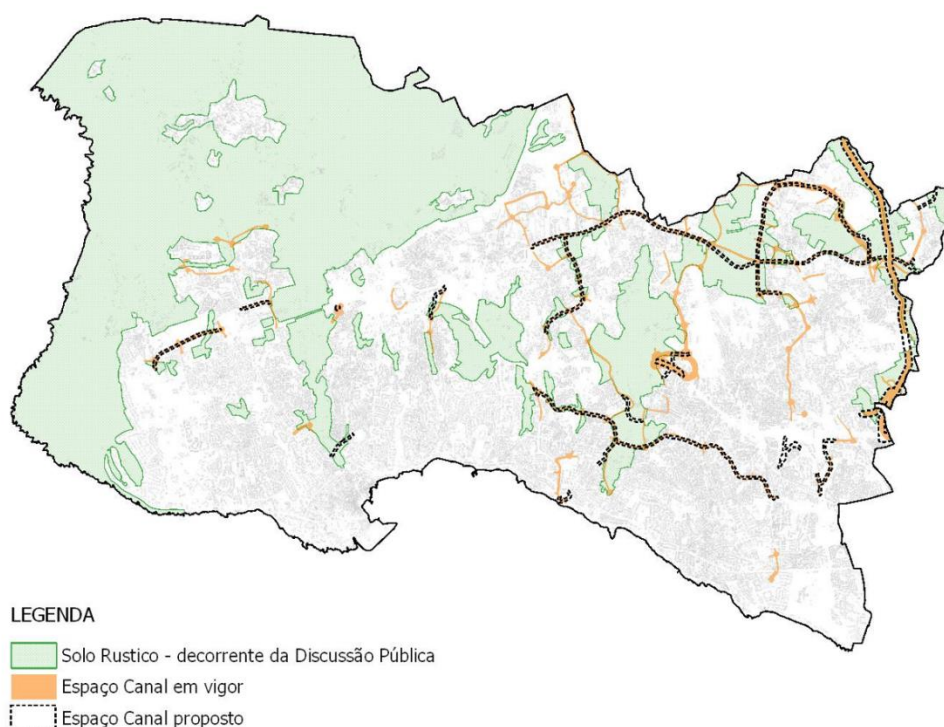 LEGENDA
Solo Rustico - decorrente da Discussão Pública
Espaço Canal em vigor
Espaço Canal proposto